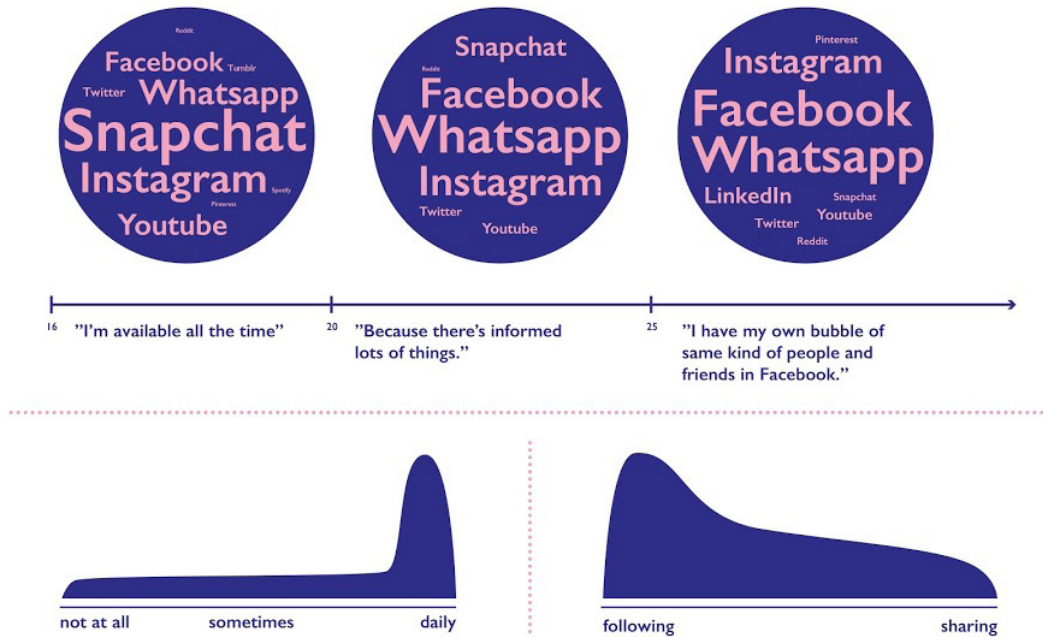 Reddit
Facebook Tumblr
Twitter Whatsapp
Snapchat
Instagram Spotify
Pinterest
Youtube
Snapchat
Reddit
Facebook
Whatsapp
Instagram
Twitter
Youtube
Pinterest
Instagram
Facebook
Whatsapp
LinkedIn Snapchat
Twitter Youtube
Reddit
16
”I’m available all the time”
20
”Because there’s informed
lots of things.”
25
”I have my own bubble of
same kind of people and
friends in Facebook.”
not at all sometimes daily
following sharing